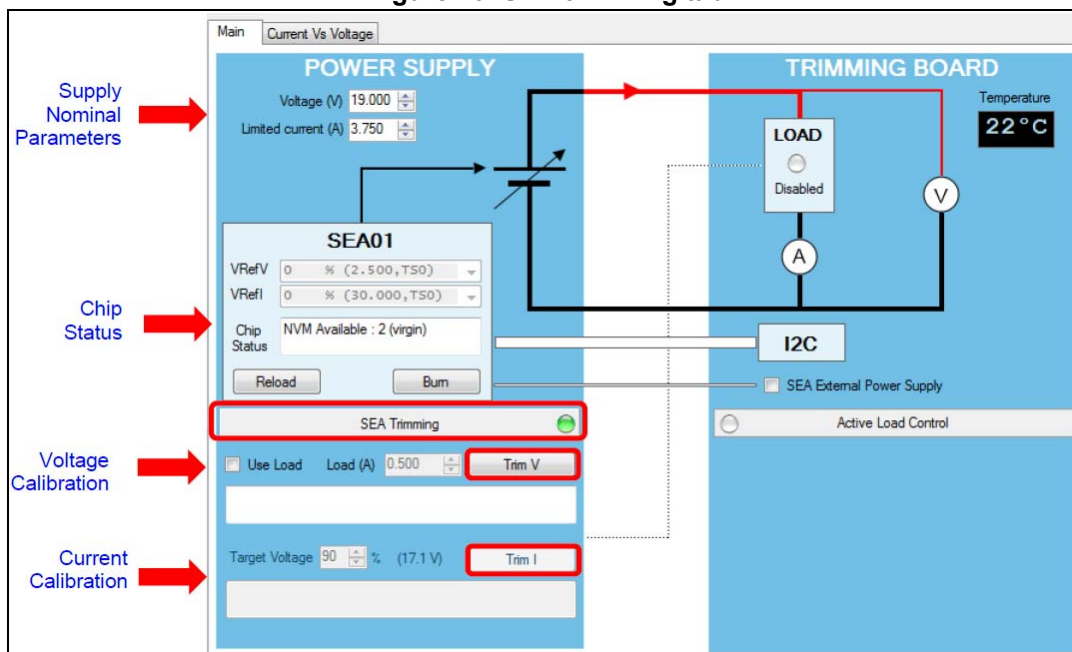 Main
Current Vs Voltage
POWER SUPPLY
Voltage (V) 19.000
Limited current (A) 3.750
Supply
Nominal
Parameters
TRIMMING BOARD
Temperature
22°C
LOAD
Disabled
V
A
SEA01
VRefV 0 % (2.500,TS0)
VRefI 0 % (30.000,TS0)
Chip
Status
NVM Available : 2 (virgin)
Reload
Burn
Chip
Status
I2C
SEA External Power Supply
SEA Trimming
Active Load Control
Voltage
Calibration
Use Load Load (A) 0.500 Trim V
Current
Calibration
Target Voltage 90 % (17.1 V) Trim I